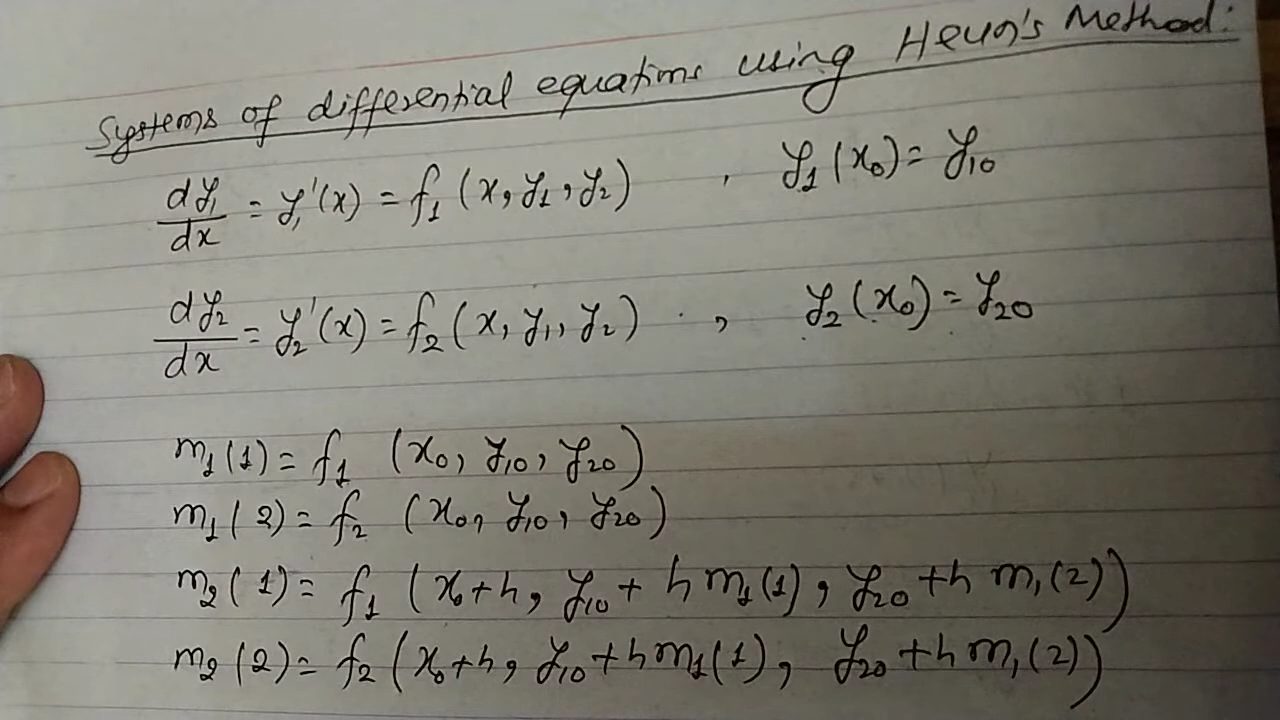 Systems of differential equations using Heun's Method:
dy₁/dx = y₁'(x) = f₁ (x, y₁, y₂) , y₁(x₀) = y₁₀
dy₂/dx = y₂'(x) = f₂ (x, y₁, y₂) , y₂(x₀) = y₂₀
m₁(1) = f₁ (x₀, y₁₀, y₂₀)
m₁(2) = f₂ (x₀, y₁₀, y₂₀)
m₂(1) = f₁ (x₀+h, y₁₀ + h m₁(1), y₂₀ + h m₁(2))
m₂(2) = f₂ (x₀+h, y₁₀ + h m₁(1), y₂₀ + h m₁(2))